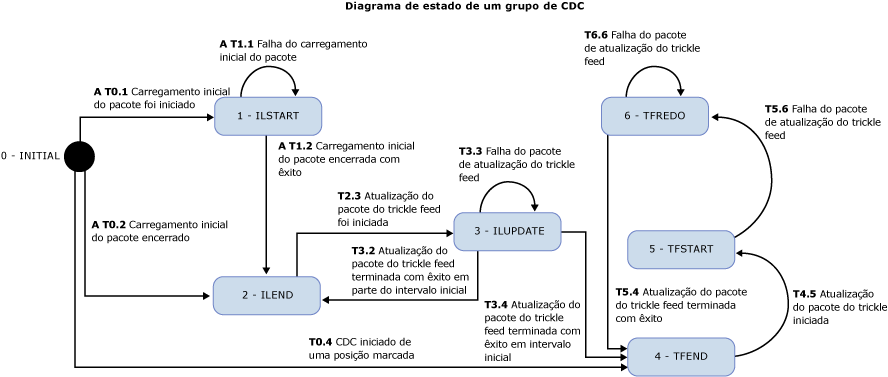 Diagrama de estado de um grupo de CDC
T6.6 Falha do pacote
de atualização do trickle
feed
A T1.1 Falha do carregamento
inicial do pacote
A T0.1 Carregamento inicial
do pacote foi iniciado
1 - ILSTART
6 - TFREDO
T5.6 Falha do pacote
de atualização do trickle
feed
A T1.2 Carregamento inicial
do pacote encerrada com
êxito
T3.3 Falha do pacote
de atualização do trickle
feed
0 - INITIAL
T2.3 Atualização do
pacote do trickle feed
foi iniciada
A T0.2 Carregamento inicial
do pacote encerrado
3 - ILUPDATE
5 - TFSTART
T3.2 Atualização do
pacote do trickle feed
terminada com êxito em
parte do intervalo inicial
2 - ILEND
T3.4 Atualização do
pacote do trickle
feed terminada com
êxito em intervalo
inicial
T5.4 Atualização do pacote
do trickle feed terminada
com êxito
T4.5 Atualização
do pacote do trickle
iniciada
T0.4 CDC iniciado de
uma posição marcada
4 - TFEND